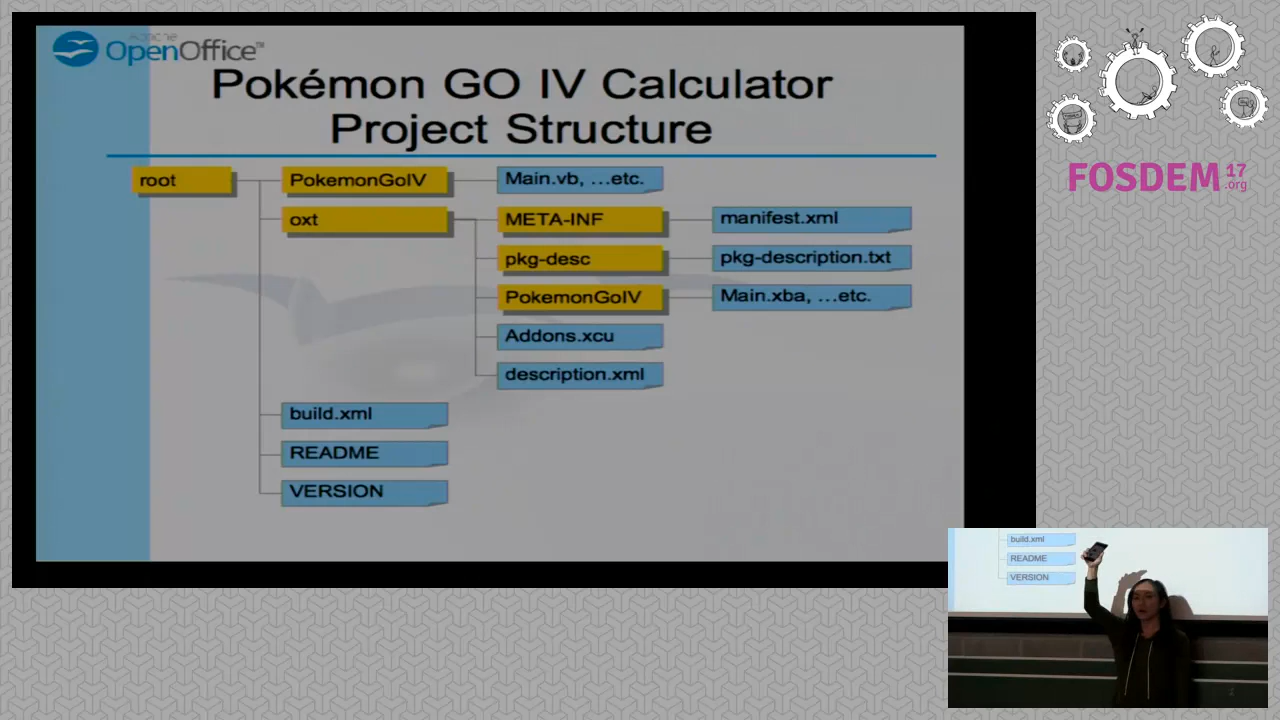 Apache
OpenOffice™
Pokémon GO IV Calculator
Project Structure
root
PokemonGoIV
Main.vb, ...etc.
oxt
META-INF
manifest.xml
pkg-desc
pkg-description.txt
PokemonGoIV
Main.xba, ...etc.
Addons.xcu
description.xml
build.xml
README
VERSION
FOSDEM 17
.org
build.xml
README
VERSION